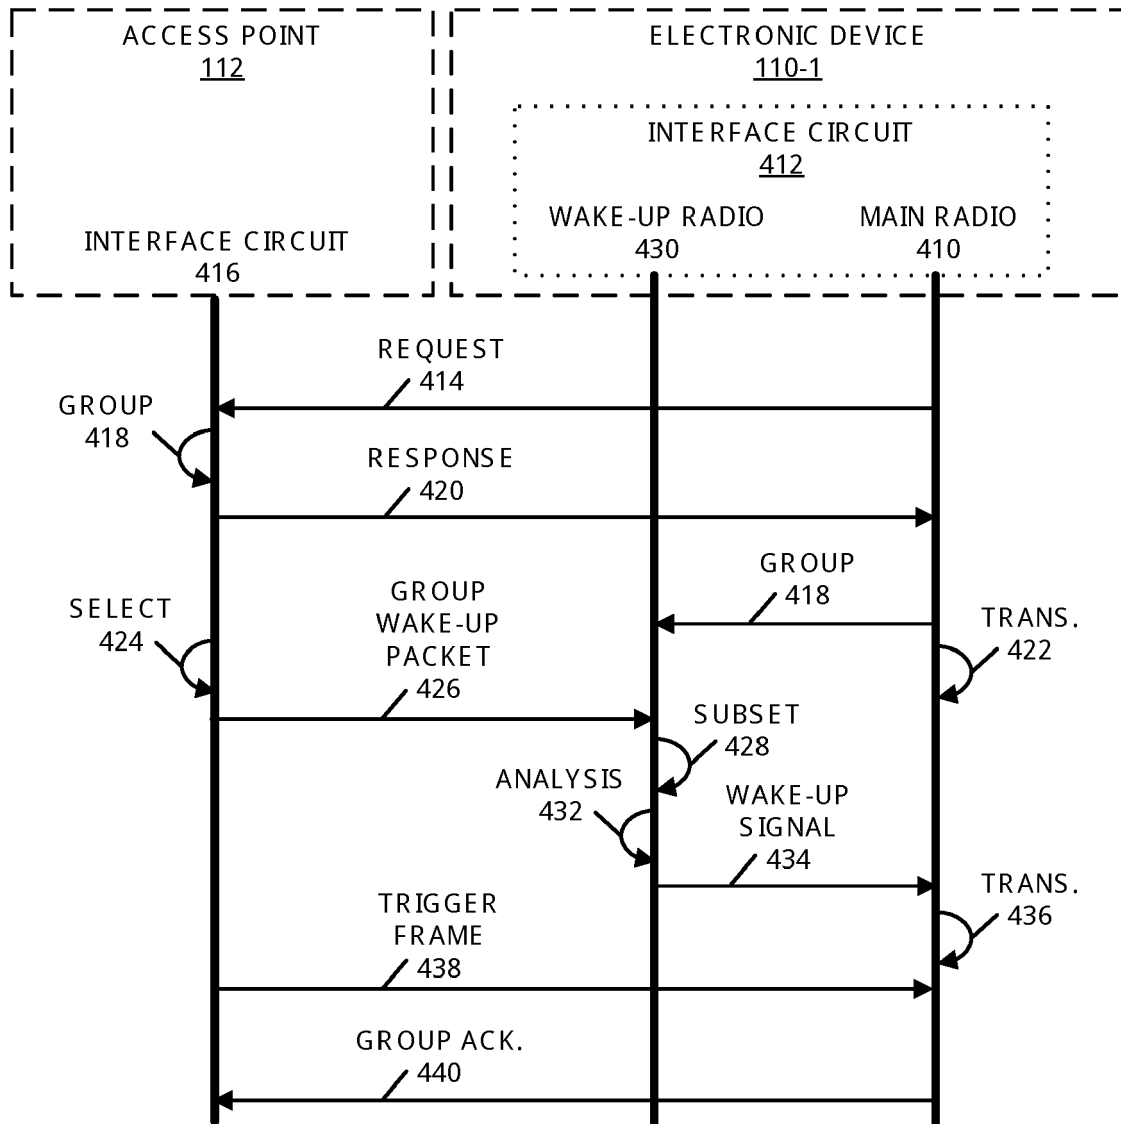 ACCESS POINT
112
ELECTRONIC DEVICE
110-1
INTERFACE CIRCUIT
412
WAKE-UP RADIO
430
MAIN RADIO
410
INTERFACE CIRCUIT
416
REQUEST
414
GROUP
418
RESPONSE
420
GROUP
418
TRANS.
422
SELECT
424
GROUP
WAKE-UP
PACKET
426
SUBSET
428
ANALYSIS
432
WAKE-UP
SIGNAL
434
TRANS.
436
TRIGGER
FRAME
438
GROUP ACK.
440